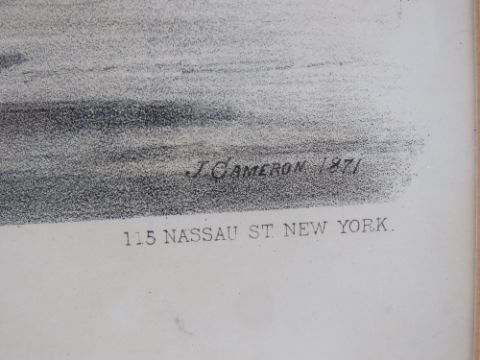 J. CAMERON 1871
115 NASSAU ST. NEW YORK.